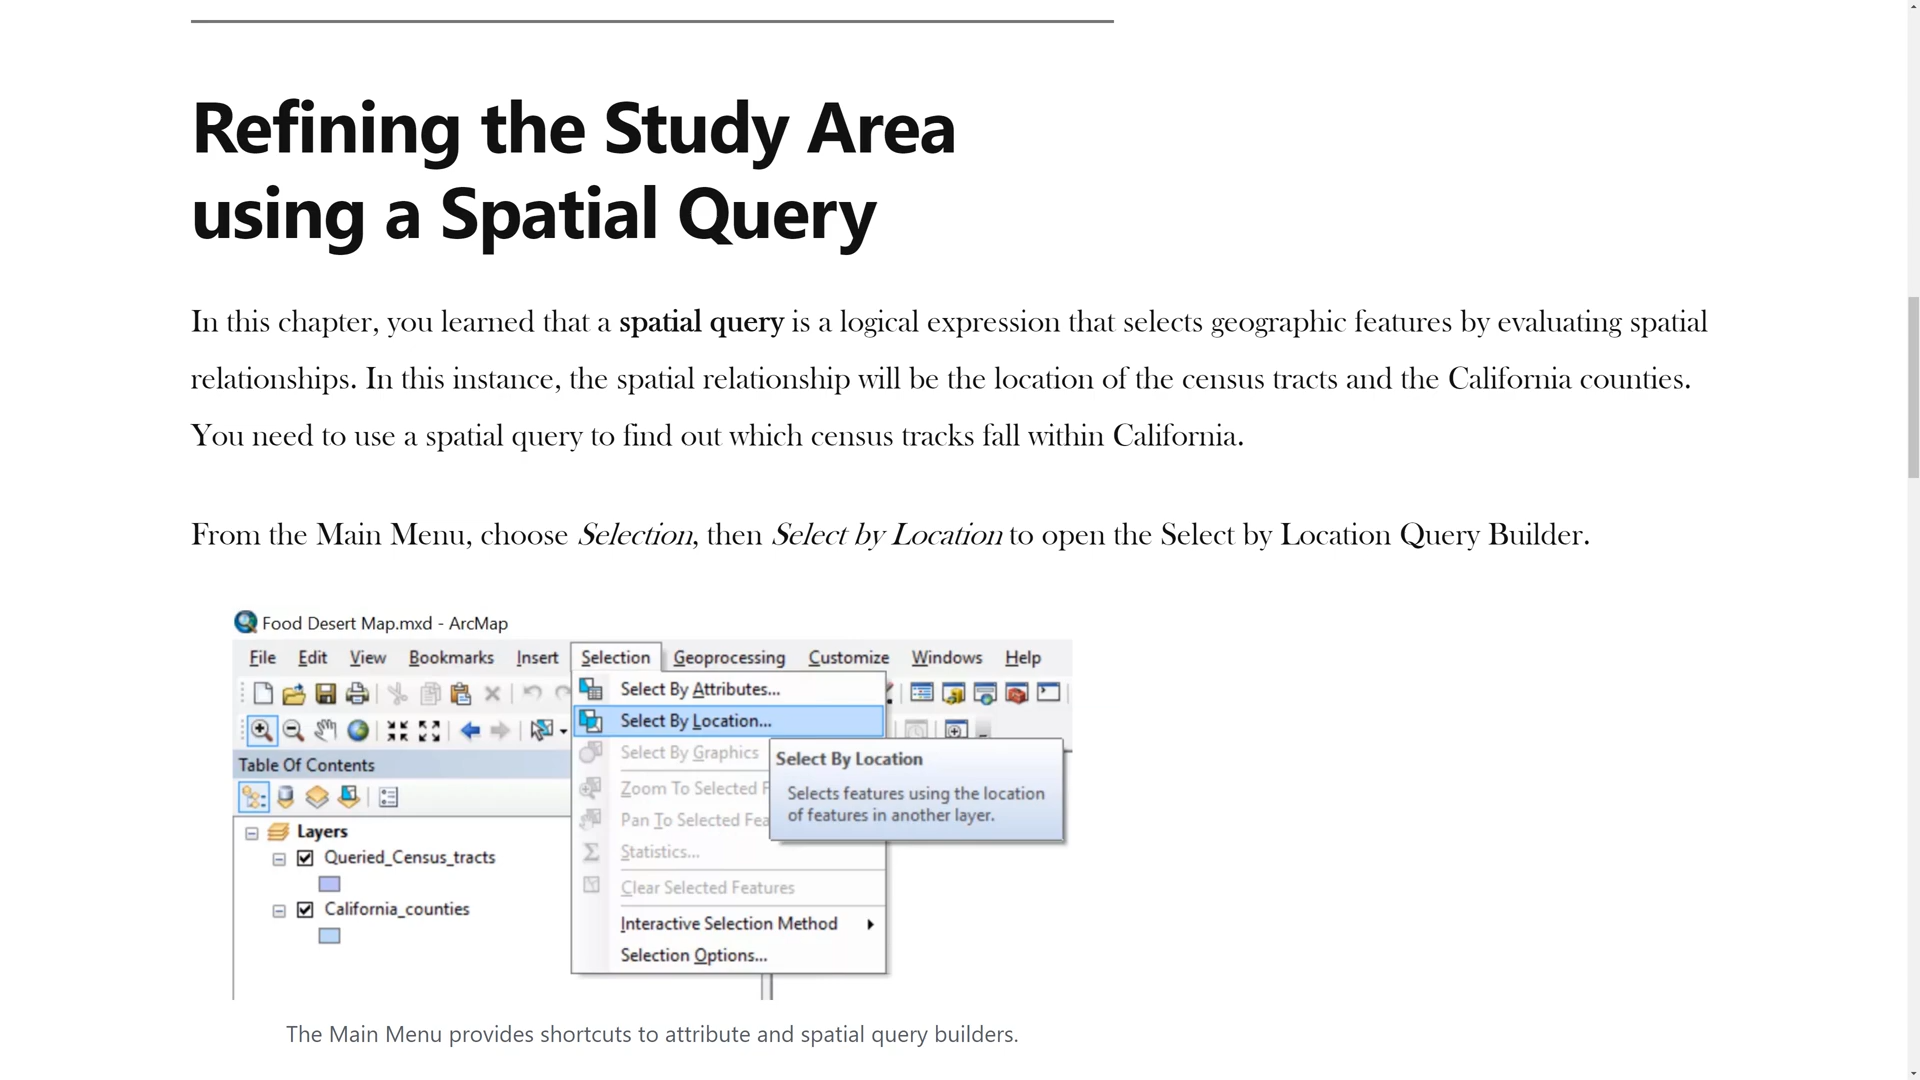 Refining the Study Area
using a Spatial Query
In this chapter, you learned that a spatial query is a logical expression that selects geographic features by evaluating spatial
relationships. In this instance, the spatial relationship will be the location of the census tracts and the California counties.
You need to use a spatial query to find out which census tracks fall within California.
From the Main Menu, choose Selection, then Select by Location to open the Select by Location Query Builder.
Food Desert Map.mxd - ArcMap
File Edit View Bookmarks Insert Selection Geoprocessing Customize Windows Help
Select By Attributes...
Select By Location...
Select By Graphics
Select By Location
Selects features using the location
of features in another layer.
Zoom To Selected F
Pan To Selected Fea
Statistics...
Clear Selected Features
Interactive Selection Method
Selection Options...
Table Of Contents
Layers
Queried_Census_tracts
California_counties
The Main Menu provides shortcuts to attribute and spatial query builders.